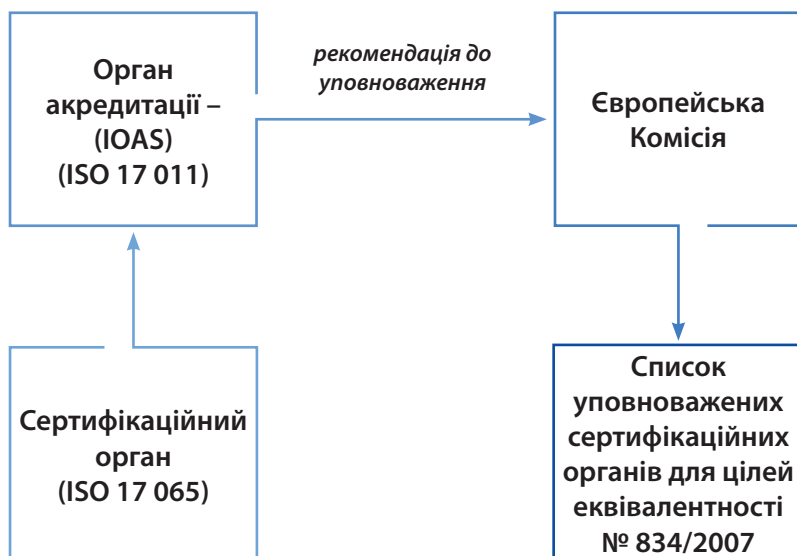 Орган
акредитації –
(IOAS)
(ISO 17 011)
рекомендація до
уповноваження
Європейська
Комісія
Сертифікаційний
орган
(ISO 17 065)
Список
уповноважених
сертифікаційних
органів для цілей
еквівалентності
№ 834/2007